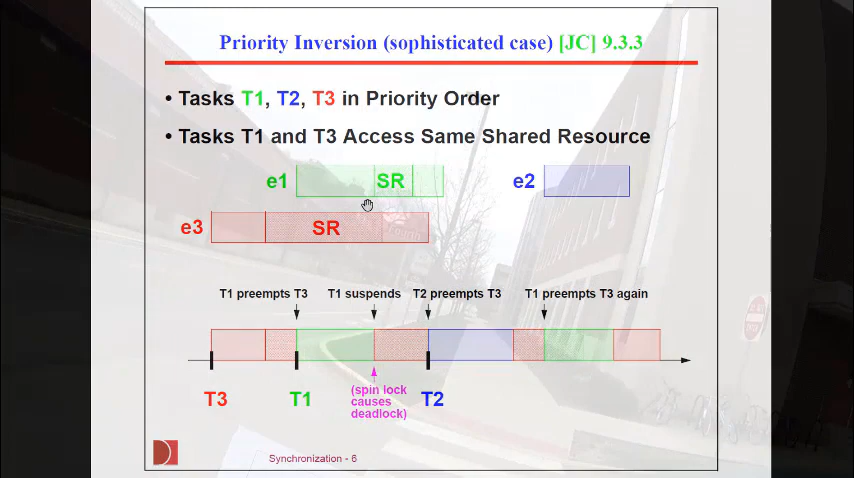 Priority Inversion (sophisticated case) [JC] 9.3.3
• Tasks T1, T2, T3 in Priority Order
• Tasks T1 and T3 Access Same Shared Resource
e1 SR e2
e3 SR
T1 preempts T3 T1 suspends T2 preempts T3 T1 preempts T3 again
T3 T1 (spin lock causes deadlock) T2
Synchronization - 6